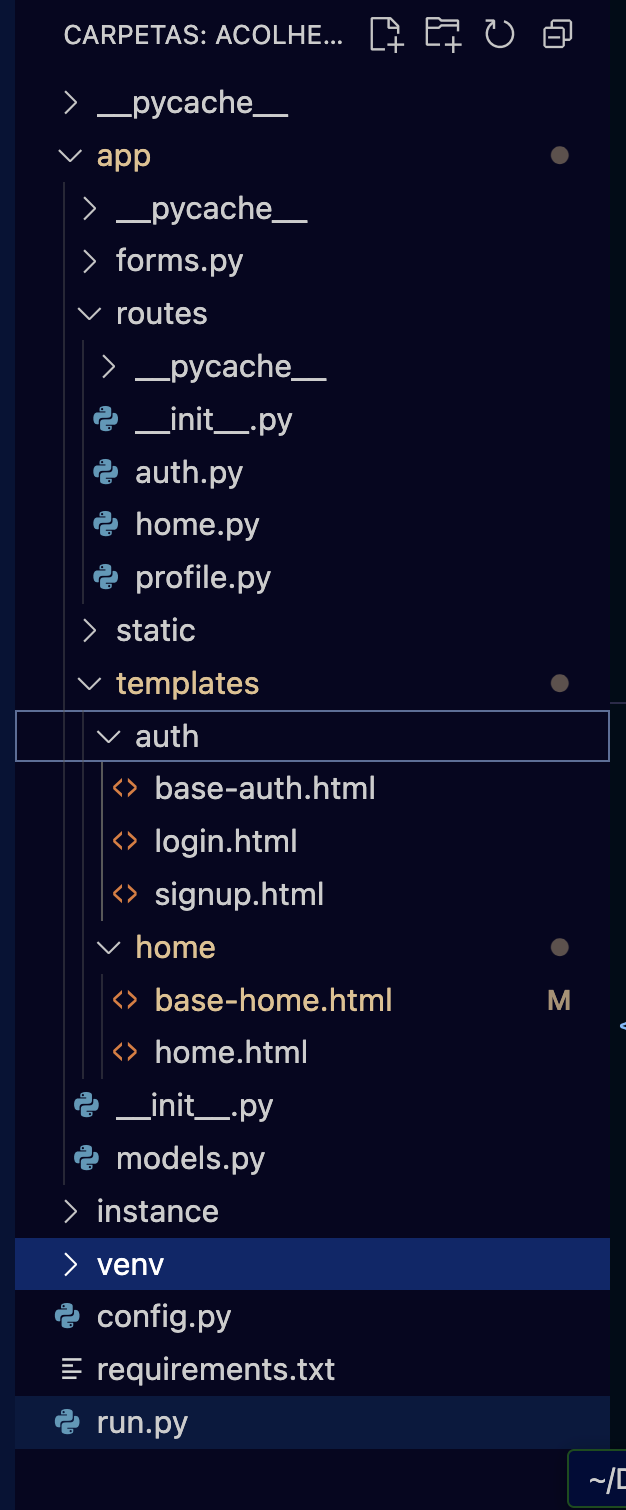 CARPETAS: ACOLHE...
__pycache__
app
__pycache__
forms.py
routes
__pycache__
__init__.py
auth.py
home.py
profile.py
static
templates
auth
base-auth.html
login.html
signup.html
home
base-home.html M
home.html
__init__.py
models.py
instance
venv
config.py
requirements.txt
run.py
~/D